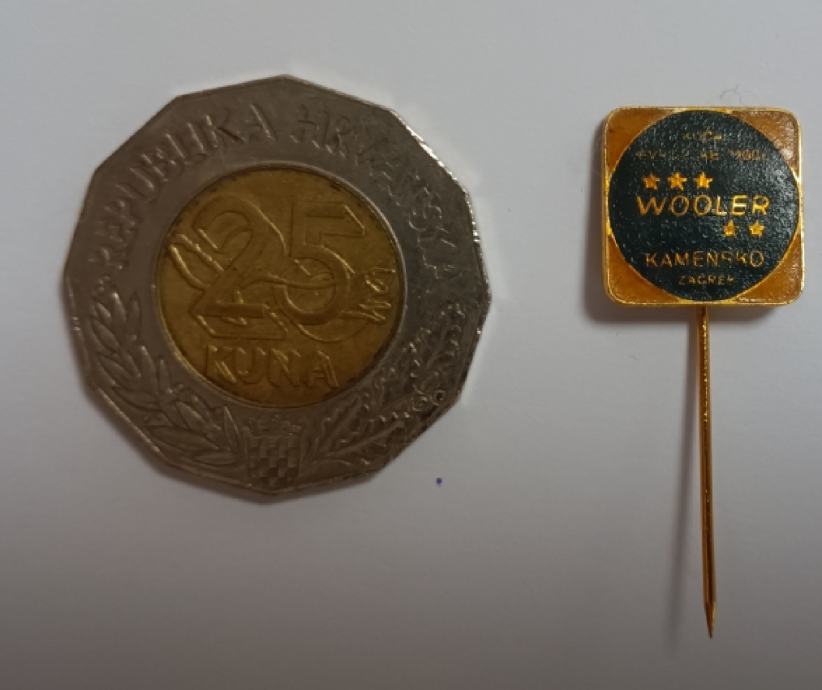 REPUBLIKA HRVATSKA
25
KUNA
WOOLER
KAMENSKO
ZAGREB